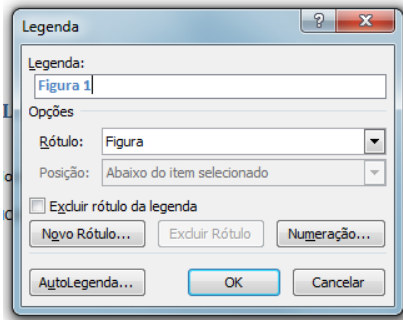 Legenda
Legenda:
Figura 1
Opções
Rótulo: Figura
Posição: Abaixo do item selecionado
Excluir rótulo da legenda
Novo Rótulo... Excluir Rótulo Numeração...
AutoLegenda... OK Cancelar